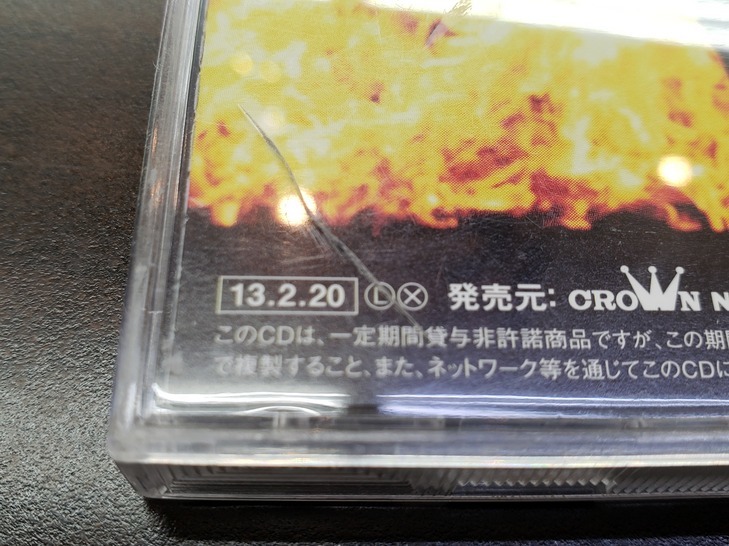 13.2.20 Ⓛ Ⓧ 発売元: CROWN N
このCDは、一定期間貸与非許諾商品ですが、この期
で複製すること、また、ネットワーク等を通じてこのCDに